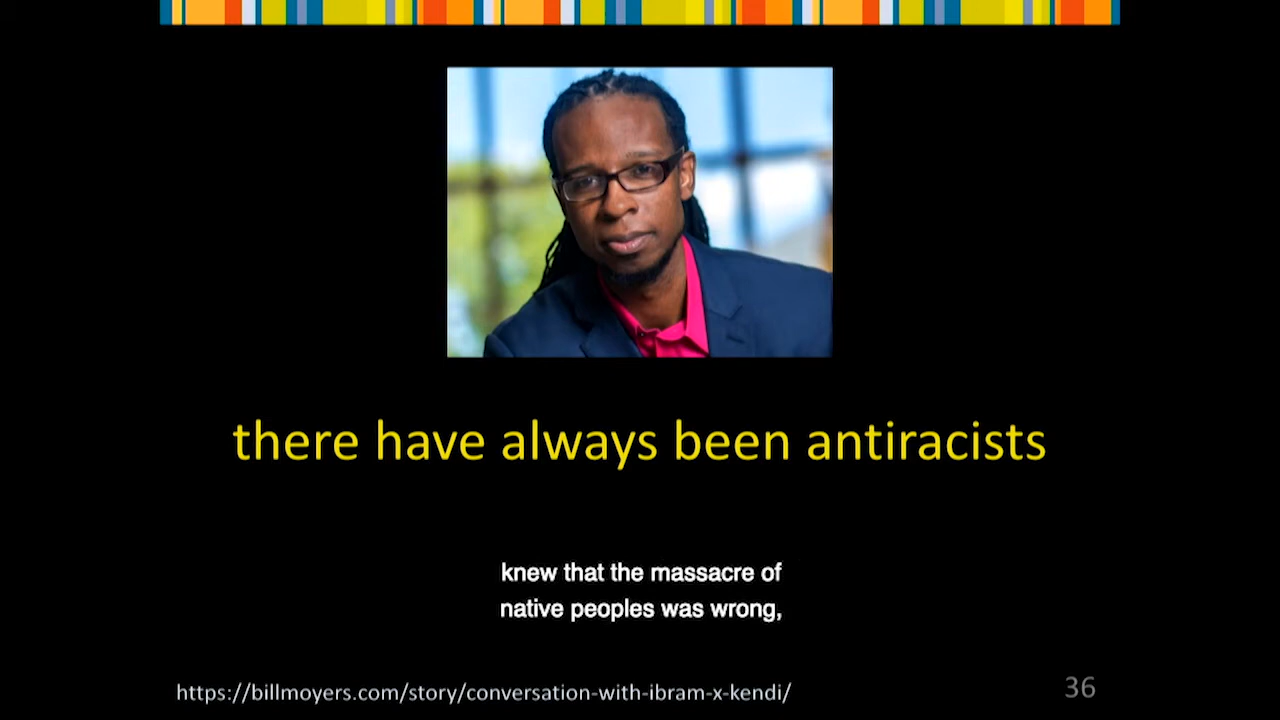 there have always been antiracists
knew that the massacre of
native peoples was wrong,
https://billmoyers.com/story/conversation-with-ibram-x-kendi/
36